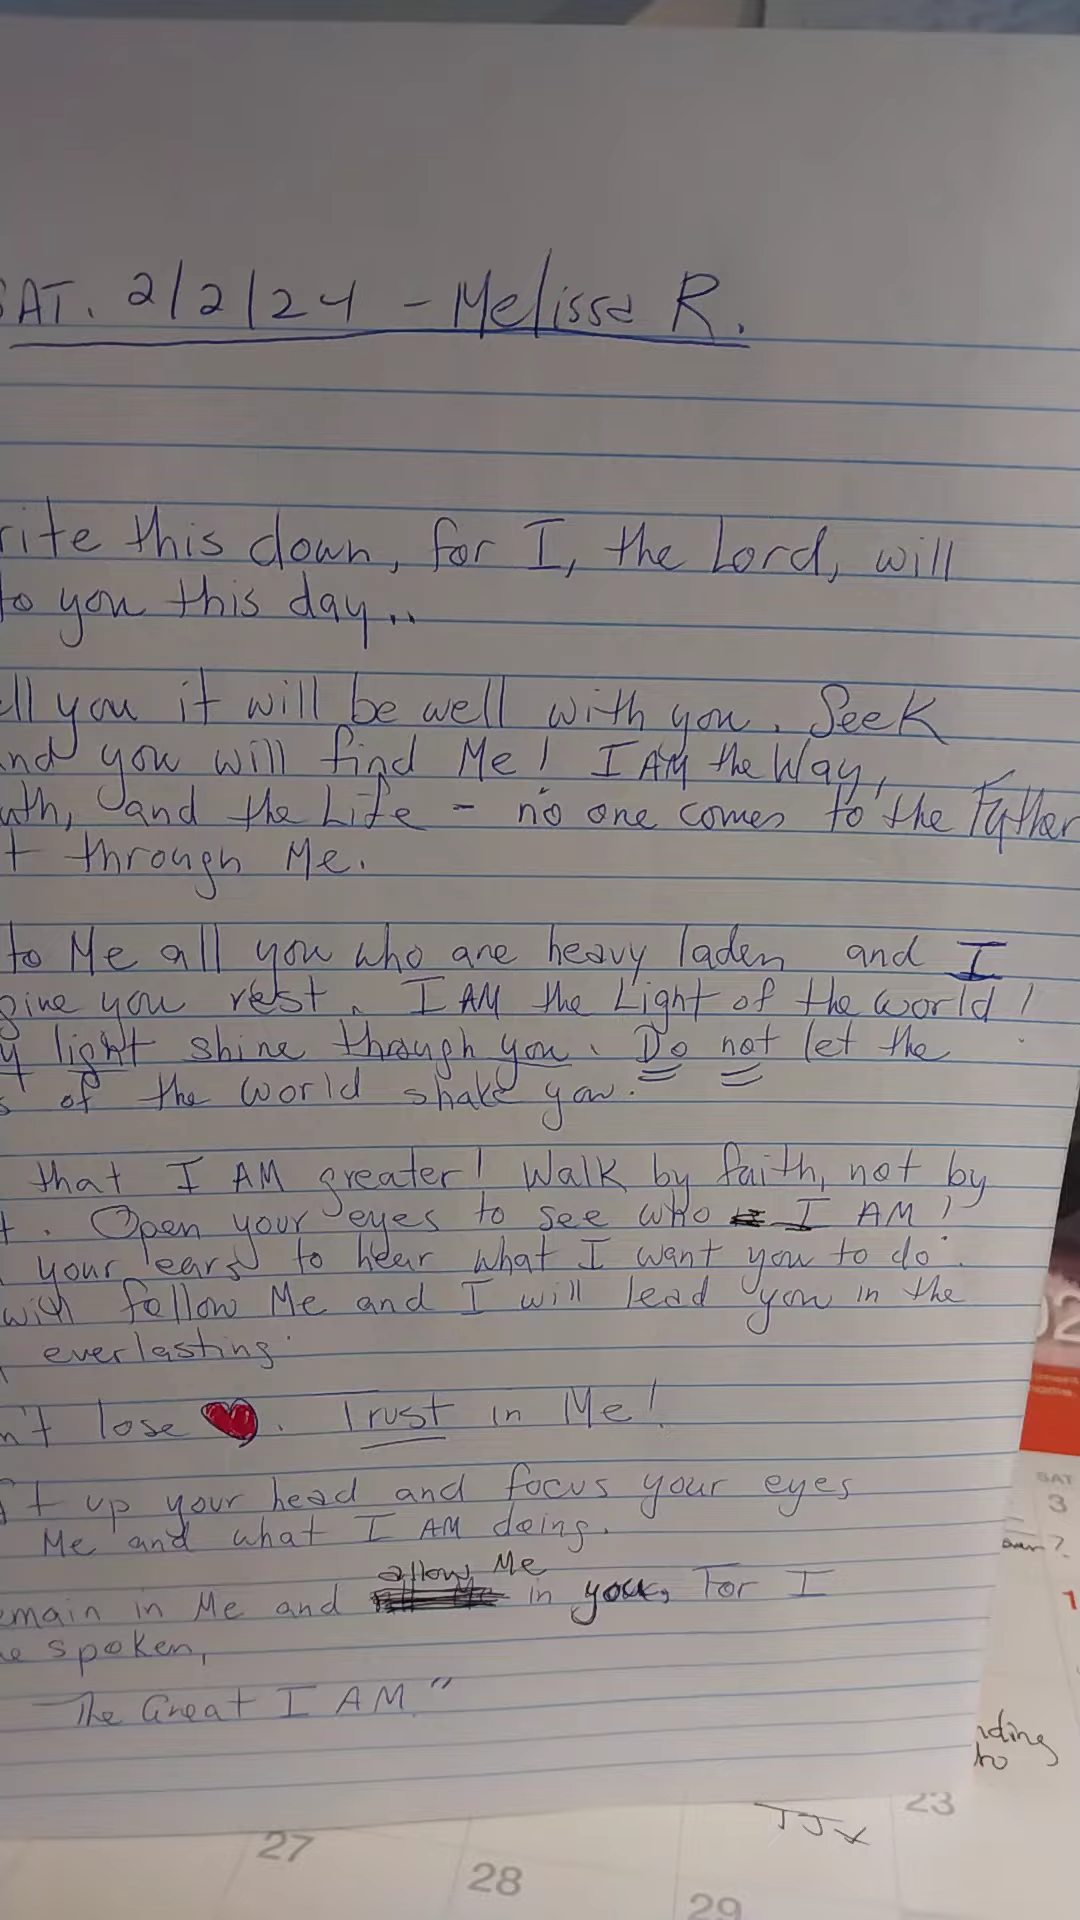 SAT. 2/2/24 - Melissa R.
rite this down, for I, the Lord, will
to you this day..
ell you it will be well with you. Seek
and you will find Me! I AM the Way,
uth, and the Life - no one comes to the Father
t through Me.
to Me all you who are heavy laden and I
give you rest. I AM the Light of the world!
y light shine through you. Do not let the
s of the world shake you.
that I AM greater! Walk by faith, not by
t. Open your eyes to see who I AM!
your ears to hear what I want you to do.
follow Me and I will lead you in the
everlasting.
n't lose ❤. Trust in Me!
ft up your head and focus your eyes
Me and what I AM doing.
emain in Me and allow Me in you, For I
e spoken,
The Great I AM"
SAT
3
1
nding
to
TJX
23
27
28
29